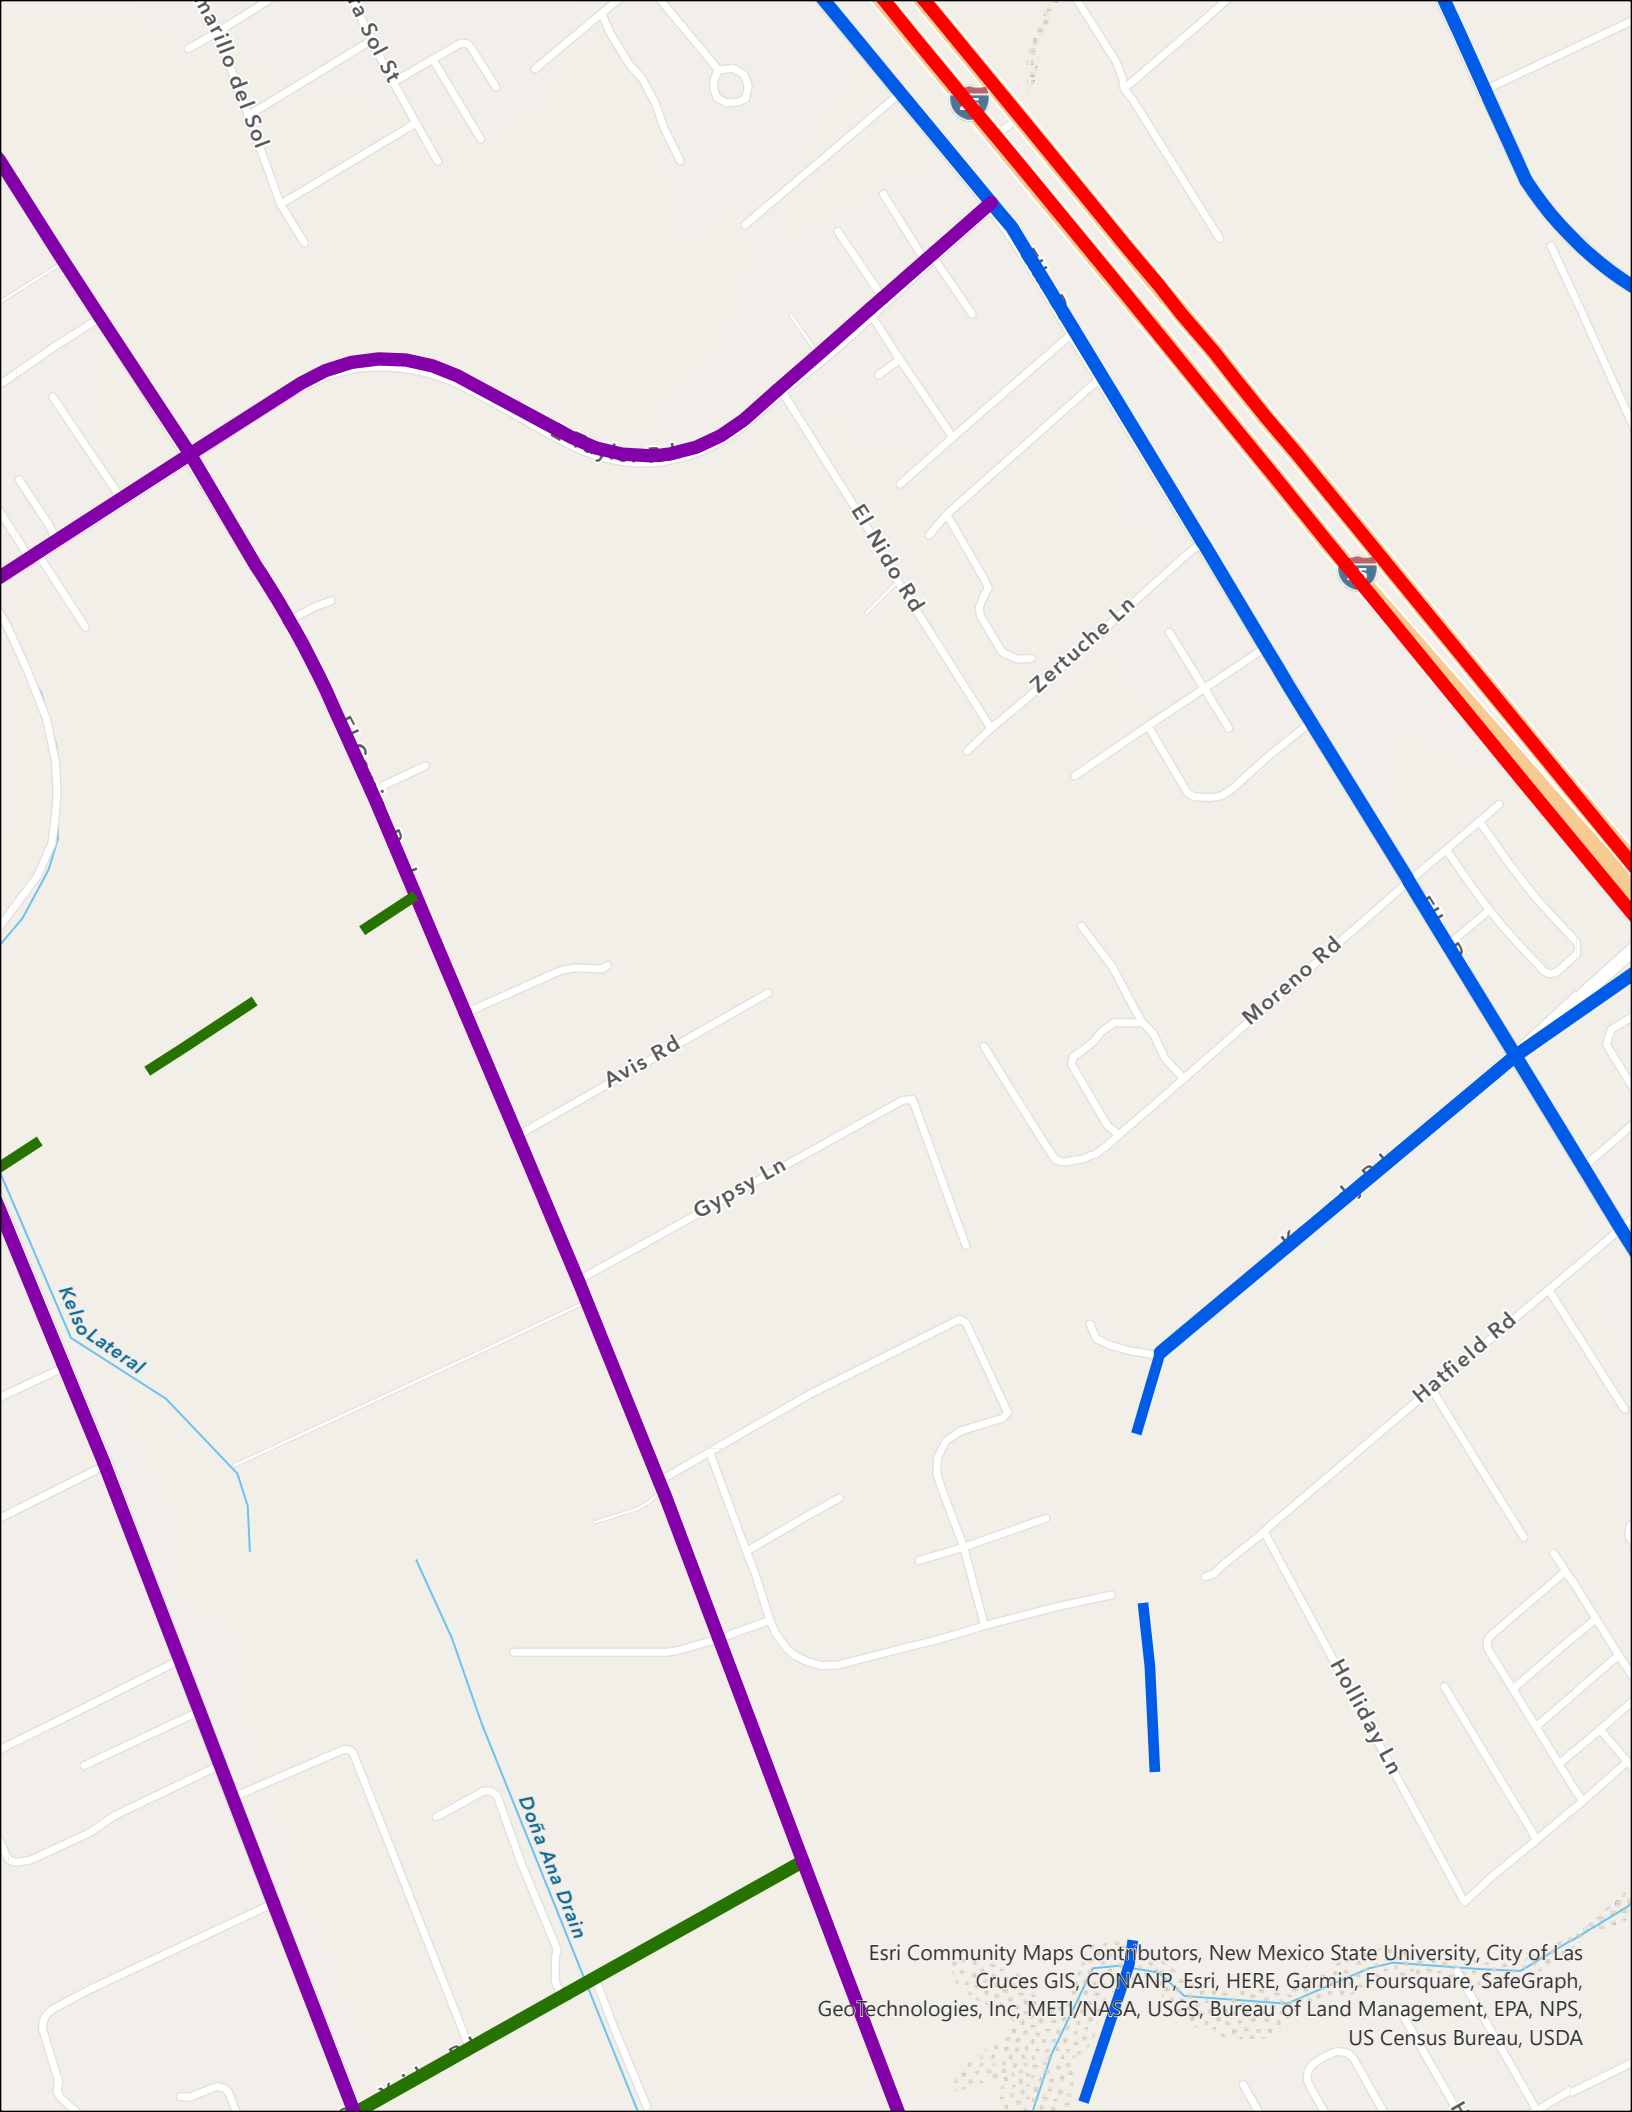 Sol St
del Sol
El Nido Rd
Zertuche Ln
Moreno Rd
Avis Rd
Gypsy Ln
Kelso Lateral
Hatfield Rd
Holliday Ln
Doña Ana Drain
Esri Community Maps Contributors, New Mexico State University, City of Las
Cruces GIS, CONANP, Esri, HERE, Garmin, Foursquare, SafeGraph,
GeoTechnologies, Inc, METI/NASA, USGS, Bureau of Land Management, EPA, NPS,
US Census Bureau, USDA